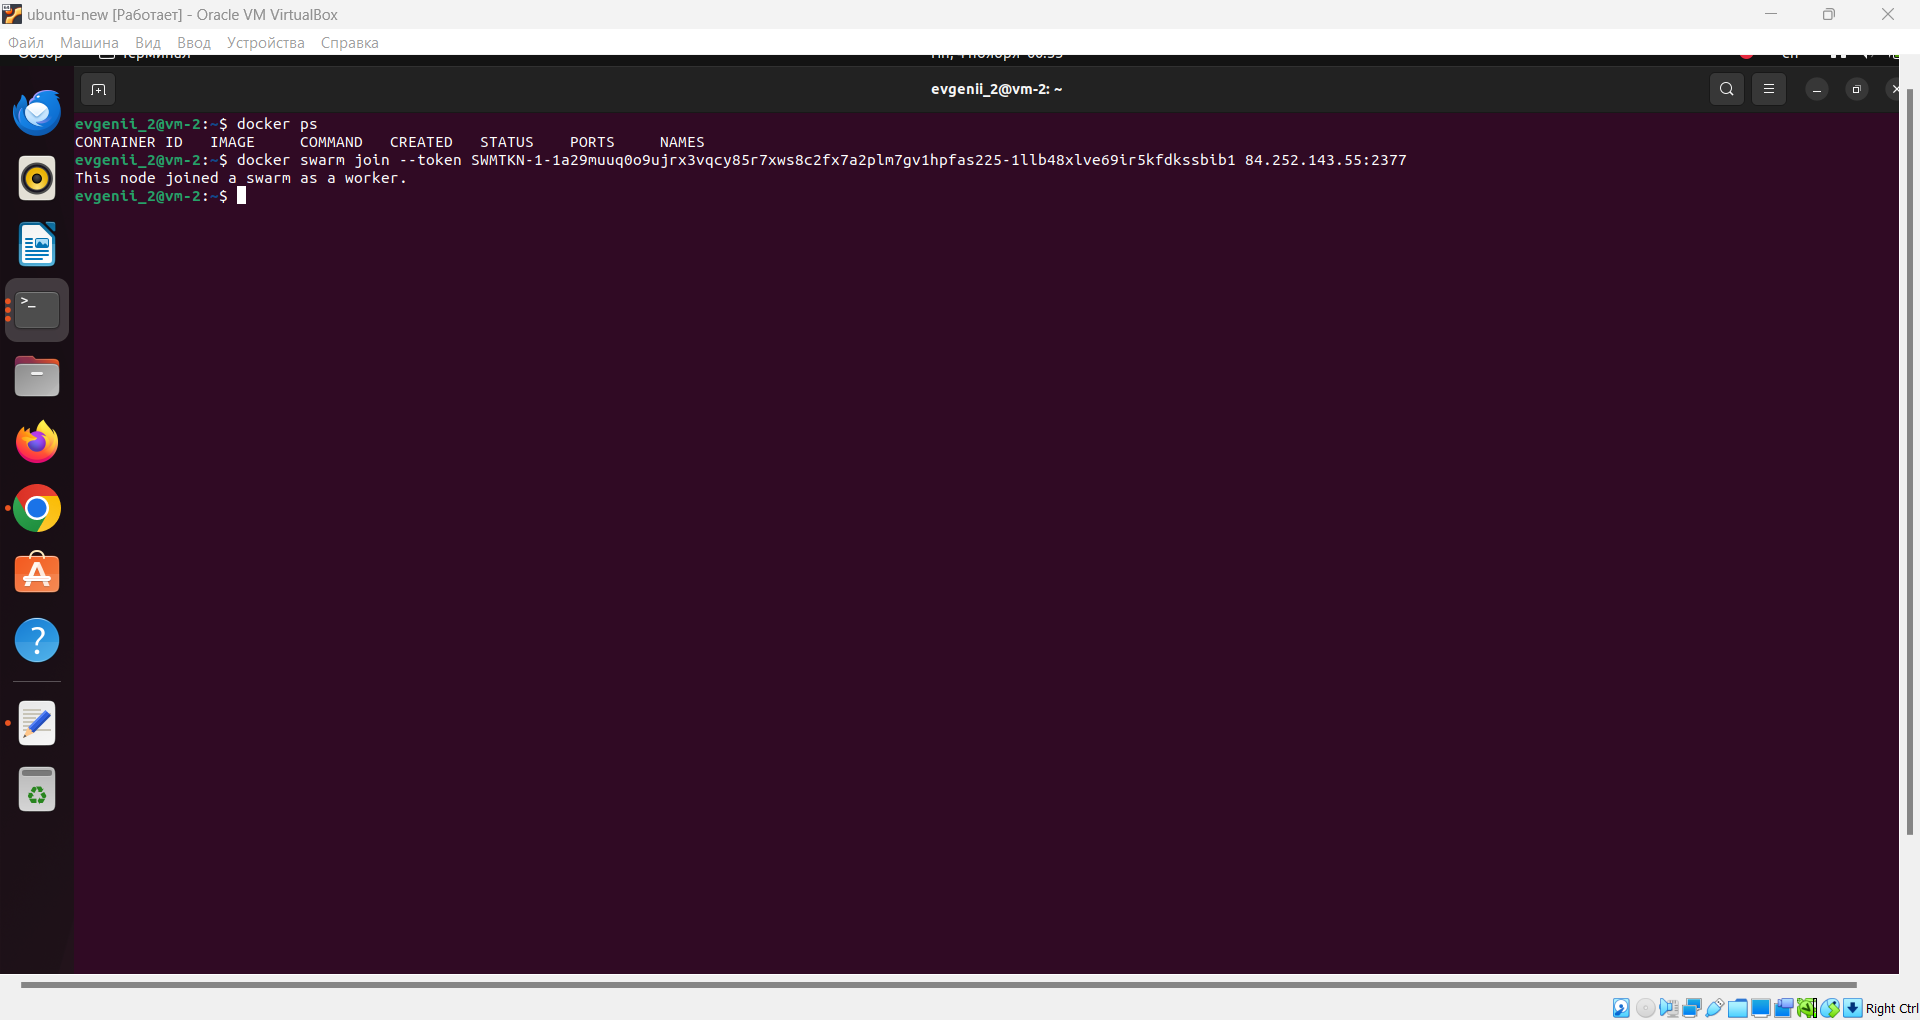 ubuntu-new [Работает] - Oracle VM VirtualBox
Файл Машина Вид Ввод Устройства Справка
evgenii_2@vm-2: ~
evgenii_2@vm-2:~$ docker ps
CONTAINER ID IMAGE COMMAND CREATED STATUS PORTS NAMES
evgenii_2@vm-2:~$ docker swarm join --token SWMTKN-1-1a29muuq0o9ujrx3vqcy85r7xws8c2fx7a2plm7gv1hpfas225-1llb48xlve69ir5kfdkssbib1 84.252.143.55:2377
This node joined a swarm as a worker.
evgenii_2@vm-2:~$
Right Ctrl